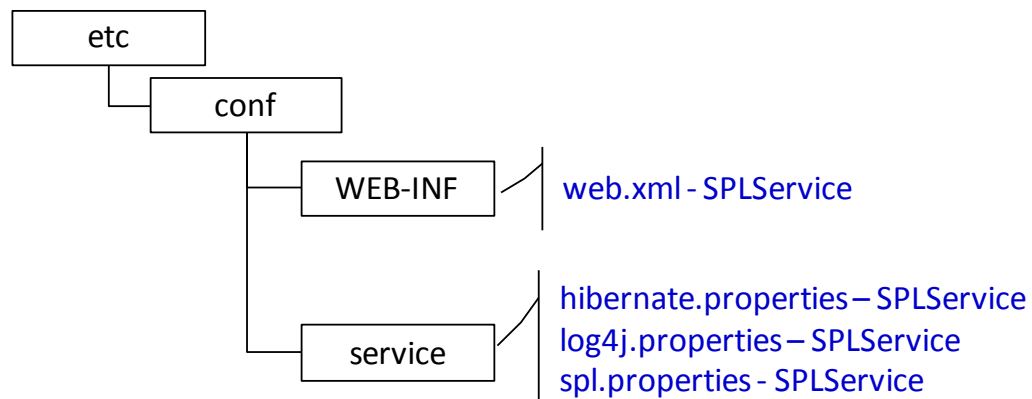 etc
conf
WEB-INF
web.xml - SPLService
hibernate.properties – SPLService
log4j.properties – SPLService
service
spl.properties - SPLService